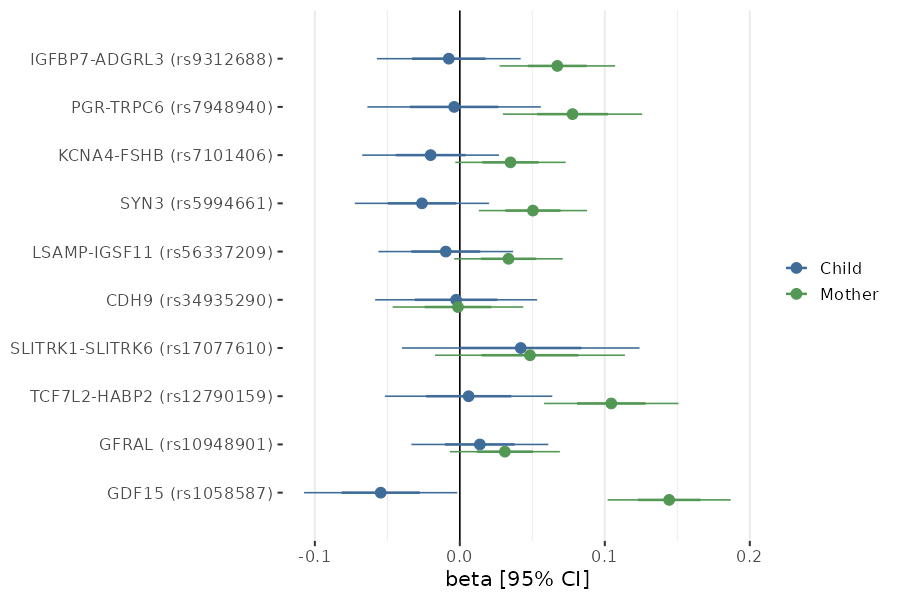 IGFBP7-ADGRL3 (rs9312688)
PGR-TRPC6 (rs7948940)
KCNA4-FSHB (rs7101406)
SYN3 (rs5994661)
LSAMP-IGSF11 (rs56337209)
CDH9 (rs34935290)
SLITRK1-SLITRK6 (rs17077610)
TCF7L2-HABP2 (rs12790159)
GFRAL (rs10948901)
GDF15 (rs1058587)
-0.1 0.0 0.1 0.2
beta [95% CI]
Child
Mother